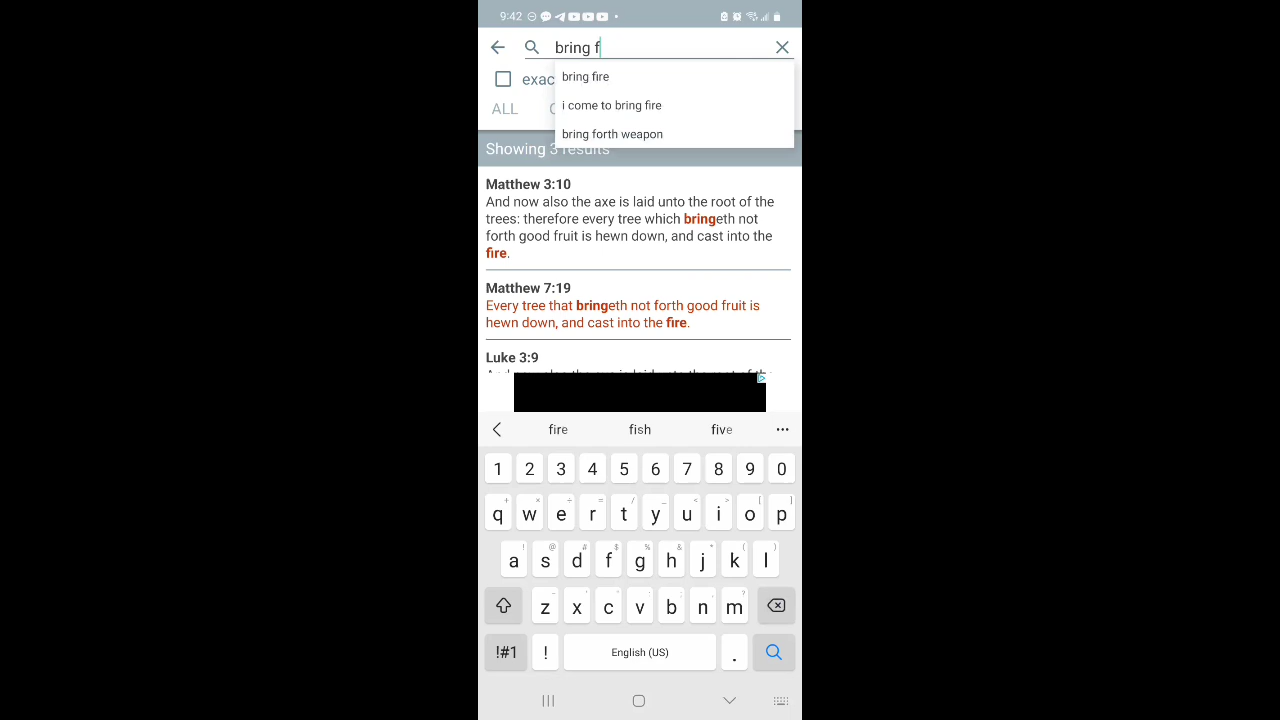 9:42
bring f
exac
bring fire
i come to bring fire
bring forth weapon
ALL
Showing 3 results
Matthew 3:10
And now also the axe is laid unto the root of the
trees: therefore every tree which bringeth not
forth good fruit is hewn down, and cast into the
fire.
Matthew 7:19
Every tree that bringeth not forth good fruit is
hewn down, and cast into the fire.
Luke 3:9
fire fish five
1 2 3 4 5 6 7 8 9 0
q w e r t y u i o p
a s d f g h j k l
z x c v b n m
!#1 ! English (US) .